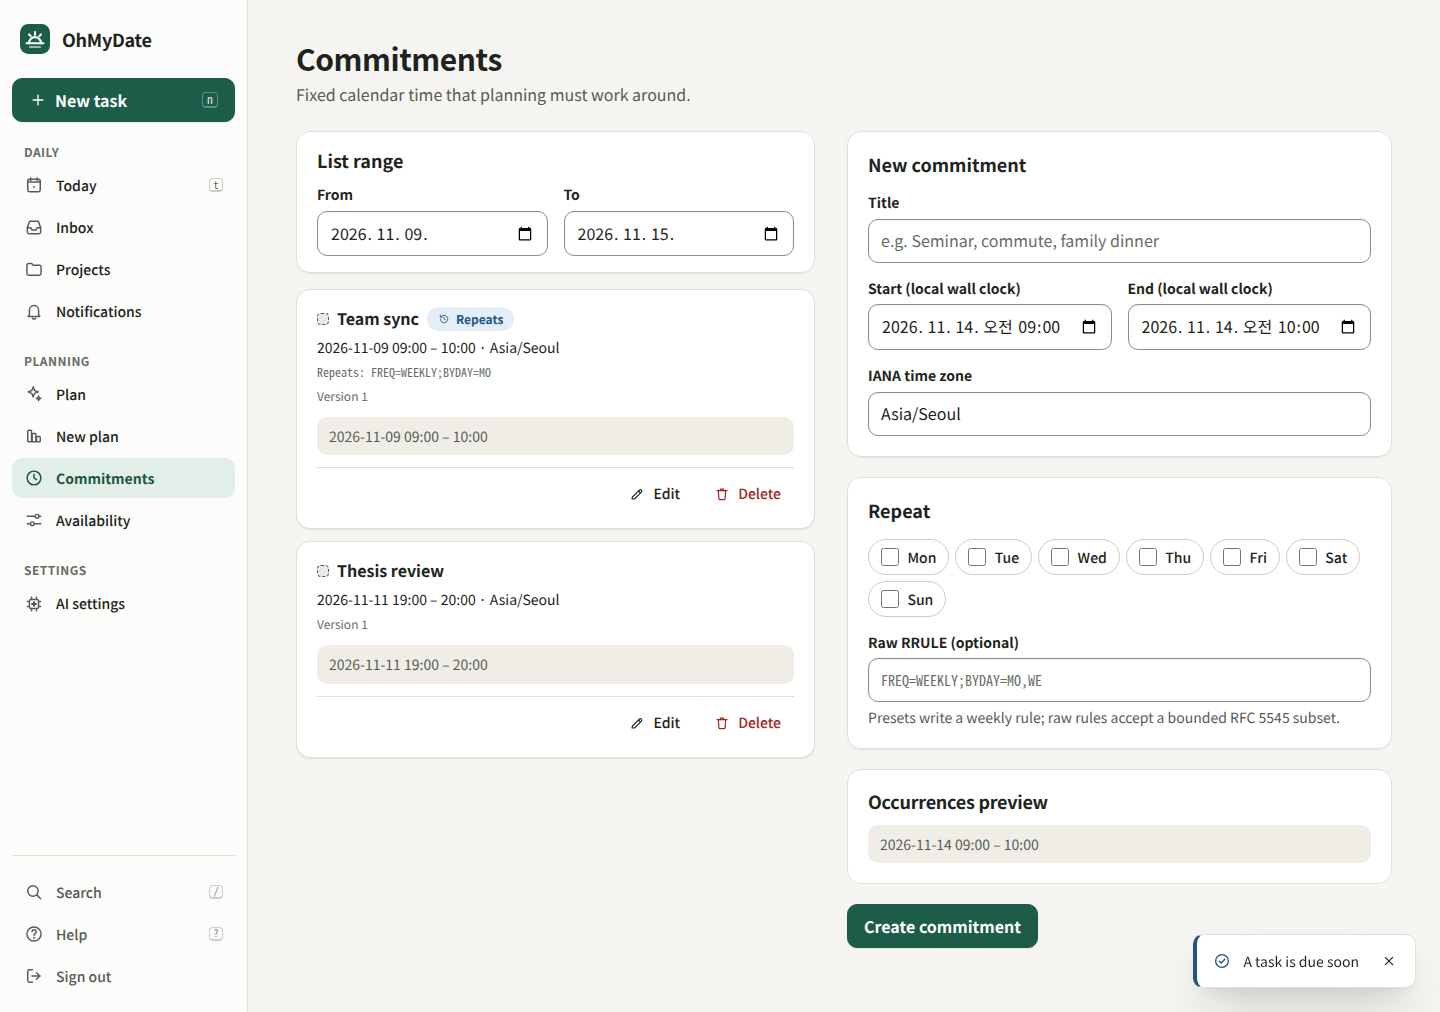 OhMyDate
New task
n
DAILY
Today
t
Inbox
Projects
Notifications
PLANNING
Plan
New plan
Commitments
Availability
SETTINGS
AI settings
Search
/
Help
?
Sign out
Commitments
Fixed calendar time that planning must work around.
List range
From
To
2026. 11. 09.
2026. 11. 15.
Team sync
Repeats
2026-11-09 09:00 – 10:00 · Asia/Seoul
Repeats: FREQ=WEEKLY;BYDAY=MO
Version 1
2026-11-09 09:00 – 10:00
Edit
Delete
Thesis review
2026-11-11 19:00 – 20:00 · Asia/Seoul
Version 1
2026-11-11 19:00 – 20:00
Edit
Delete
New commitment
Title
e.g. Seminar, commute, family dinner
Start (local wall clock)
End (local wall clock)
2026. 11. 14. 오전 09:00
2026. 11. 14. 오전 10:00
IANA time zone
Asia/Seoul
Repeat
Mon
Tue
Wed
Thu
Fri
Sat
Sun
Raw RRULE (optional)
FREQ=WEEKLY;BYDAY=MO,WE
Presets write a weekly rule; raw rules accept a bounded RFC 5545 subset.
Occurrences preview
2026-11-14 09:00 – 10:00
Create commitment
A task is due soon